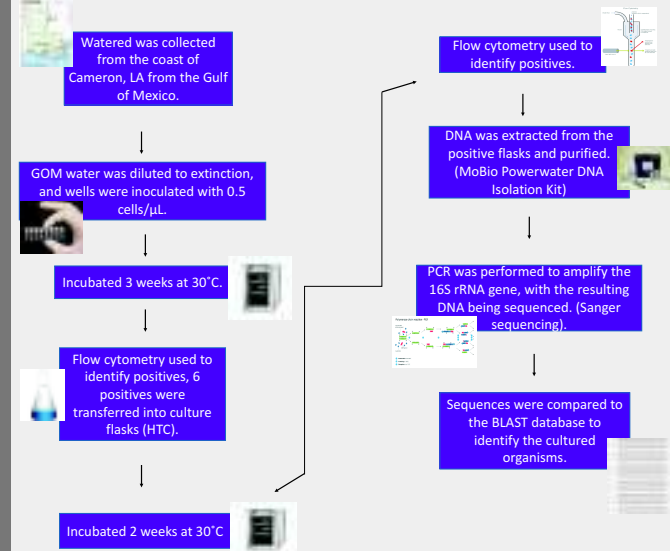 Watered was collected
from the coast of
Cameron, LA from the Gulf
of Mexico.
GOM water was diluted to extinction,
and wells were inoculated with 0.5
cells/µL.
Incubated 3 weeks at 30˚C.
Flow cytometry used to
identify positives, 6
positives were
transferred into culture
flasks (HTC).
Incubated 2 weeks at 30˚C
Flow cytometry used to
identify positives.
DNA was extracted from the
positive flasks and purified.
(MoBio Powerwater DNA
Isolation Kit)
PCR was performed to amplify the
16S rRNA gene, with the resulting
DNA being sequenced. (Sanger
sequencing).
Sequences were compared to
the BLAST database to
identify the cultured
organisms.